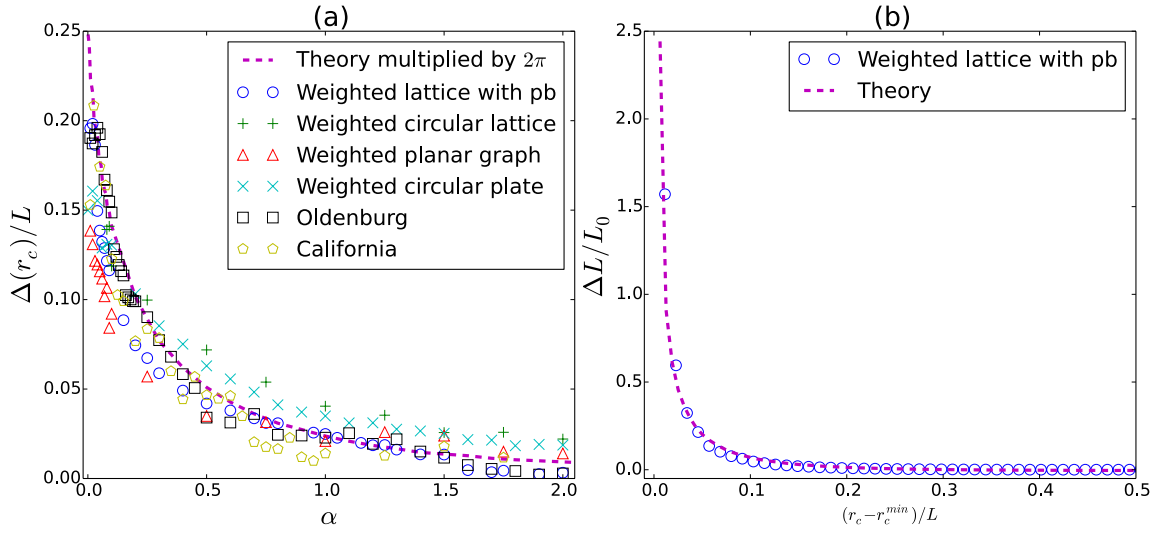 (a)
0.25
0.20
0.15
0.10
0.05
0.00
Δ(r_c)/L
0.0 0.5 1.0 1.5 2.0
α
Theory multiplied by 2π
Weighted lattice with pb
Weighted circular lattice
Weighted planar graph
Weighted circular plate
Oldenburg
California
(b)
2.5
2.0
1.5
1.0
0.5
0.0
ΔL/L_0
0.0 0.1 0.2 0.3 0.4 0.5
(r_c−r_c^{min})/L
Weighted lattice with pb
Theory